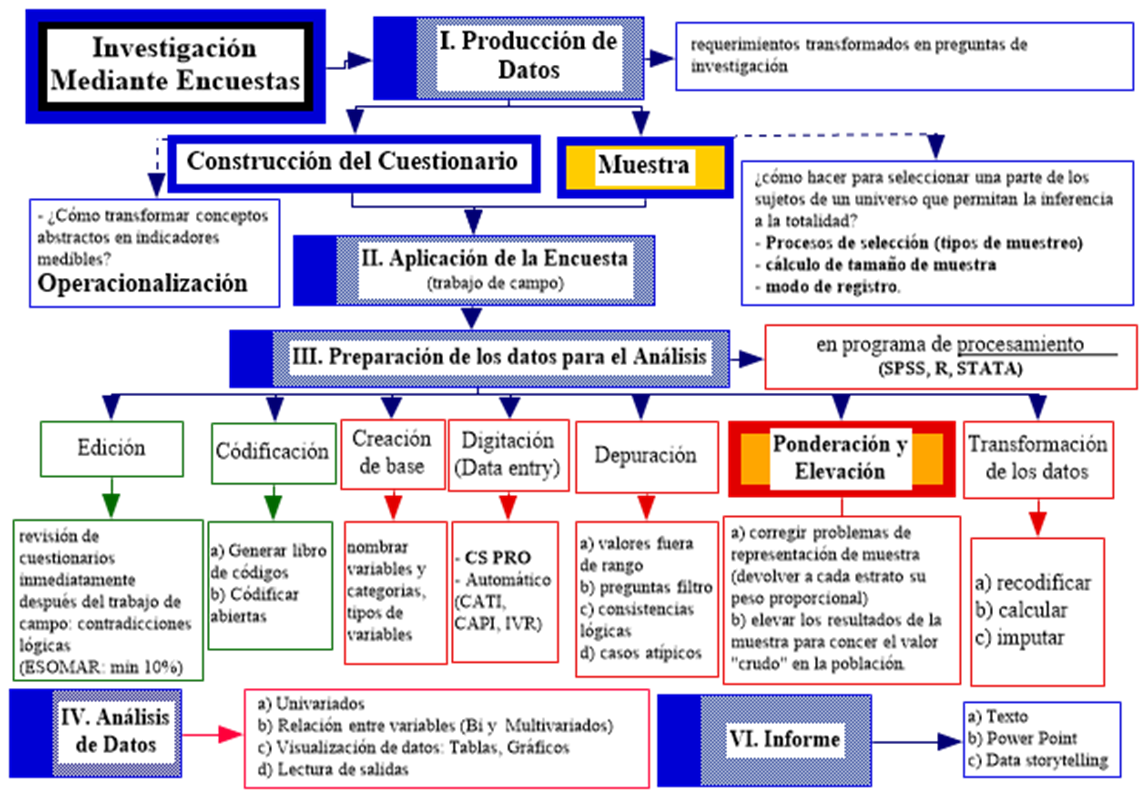 Investigación
Mediante Encuestas
I. Producción de
Datos
requerimientos transformados en preguntas de
investigación
Construcción del Cuestionario
Muestra
- ¿Cómo transformar conceptos
abstractos en indicadores
medibles?
Operacionalización
¿cómo hacer para seleccionar una parte de los
sujetos de un universo que permitan la inferencia
a la totalidad?
- Procesos de selección (tipos de muestreo)
- cálculo de tamaño de muestra
- modo de registro.
II. Aplicación de la Encuesta
(trabajo de campo)
III. Preparación de los datos para el Análisis
en programa de procesamiento
(SPSS, R, STATA)
Edición
Códificación
Creación
de base
Digitación
(Data entry)
Depuración
Ponderación y
Elevación
Transformación
de los datos
revisión de
cuestionarios
inmediatamente
después del trabajo de
campo: contradicciones
lógicas
(ESOMAR: min 10%)
a) Generar libro
de códigos
b) Códificar
abiertas
nombrar
variables y
categorias,
tipos de
variables
- CS PRO
- Automático
(CATI,
CAPI, IVR)
a) valores fuera
de rango
b) preguntas filtro
c) consistencias
lógicas
d) casos atípicos
a) corregir problemas de
representación de muestra
(devolver a cada estrato su
peso proporcional)
b) elevar los resultados de la
muestra para concer el valor
"crudo" en la población
a) recodificar
b) calcular
c) imputar
IV. Análisis
de Datos
a) Univariados
b) Relación entre variables (Bi y Multivariados)
c) Visualización de datos: Tablas, Gráficos
d) Lectura de salidas
VI. Informe
a) Texto
b) Power Point
c) Data storytelling